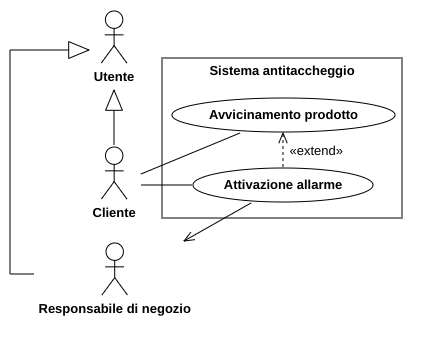 Utente
Sistema antitaccheggio
Avvicinamento prodotto
«extend»
Attivazione allarme
Cliente
Responsabile di negozio